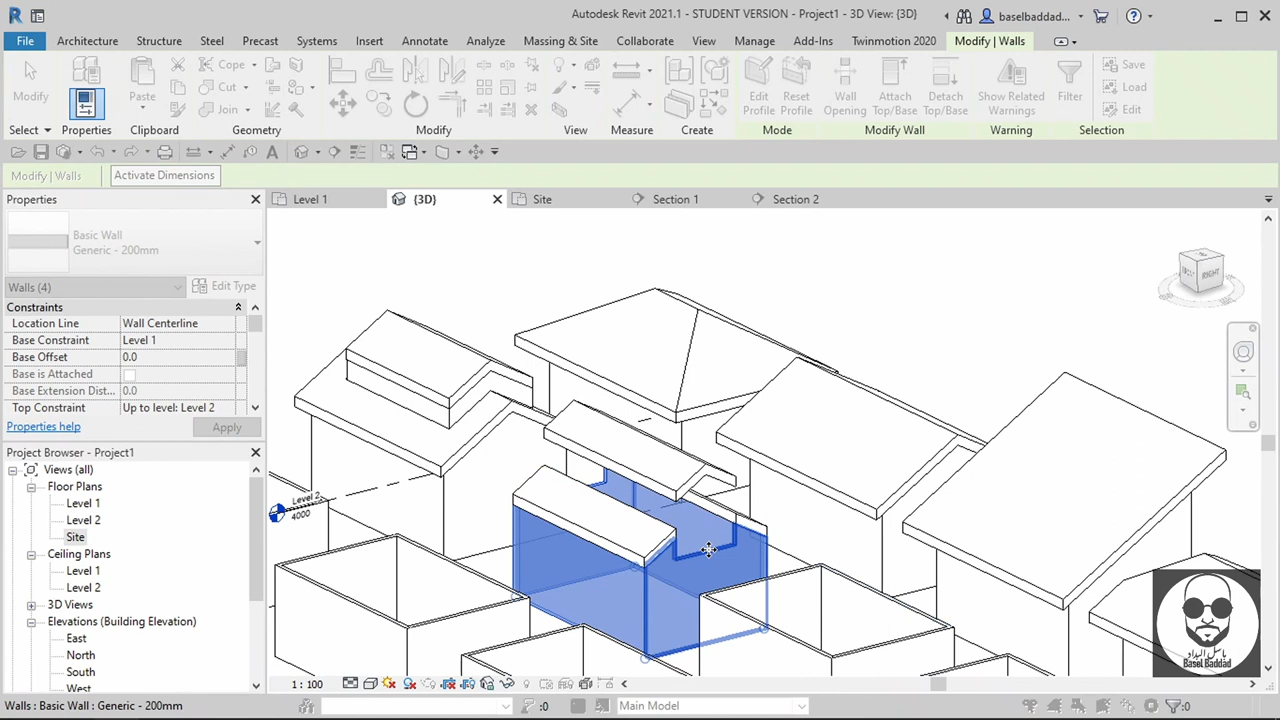 Autodesk Revit 2021.1 - STUDENT VERSION - Project1 - 3D View: {3D}
baselbaddad...
File Architecture Structure Steel Precast Systems Insert Annotate Analyze Massing & Site Collaborate View Manage Add-Ins Twinmotion 2020 Modify | Walls
Modify
Paste
Cope
Cut
Join
Edit Profile
Reset Profile
Wall Opening
Attach Top/Base
Detach Top/Base
Show Related Warnings
Filter
Save
Load
Edit
Select Properties Clipboard Geometry Modify View Measure Create Mode Modify Wall Warning Selection
Modify | Walls
Activate Dimensions
Properties
Level 1
{3D}
Site
Section 1
Section 2
Basic Wall
Generic - 200mm
Walls (4)
Edit Type
Constraints
Location Line Wall Centerline
Base Constraint Level 1
Base Offset 0.0
Base is Attached
Base Extension Dist... 0.0
Top Constraint Up to level: Level 2
Properties help
Apply
Project Browser - Project1
Views (all)
Floor Plans
Level 1
Level 2
Site
Ceiling Plans
Level 1
Level 2
3D Views
Elevations (Building Elevation)
East
North
South
West
Level 2
4000
RIGHT
باسل البداد
Basel Baddad
1 : 100
Walls : Basic Wall : Generic - 200mm
:0
Main Model
:0